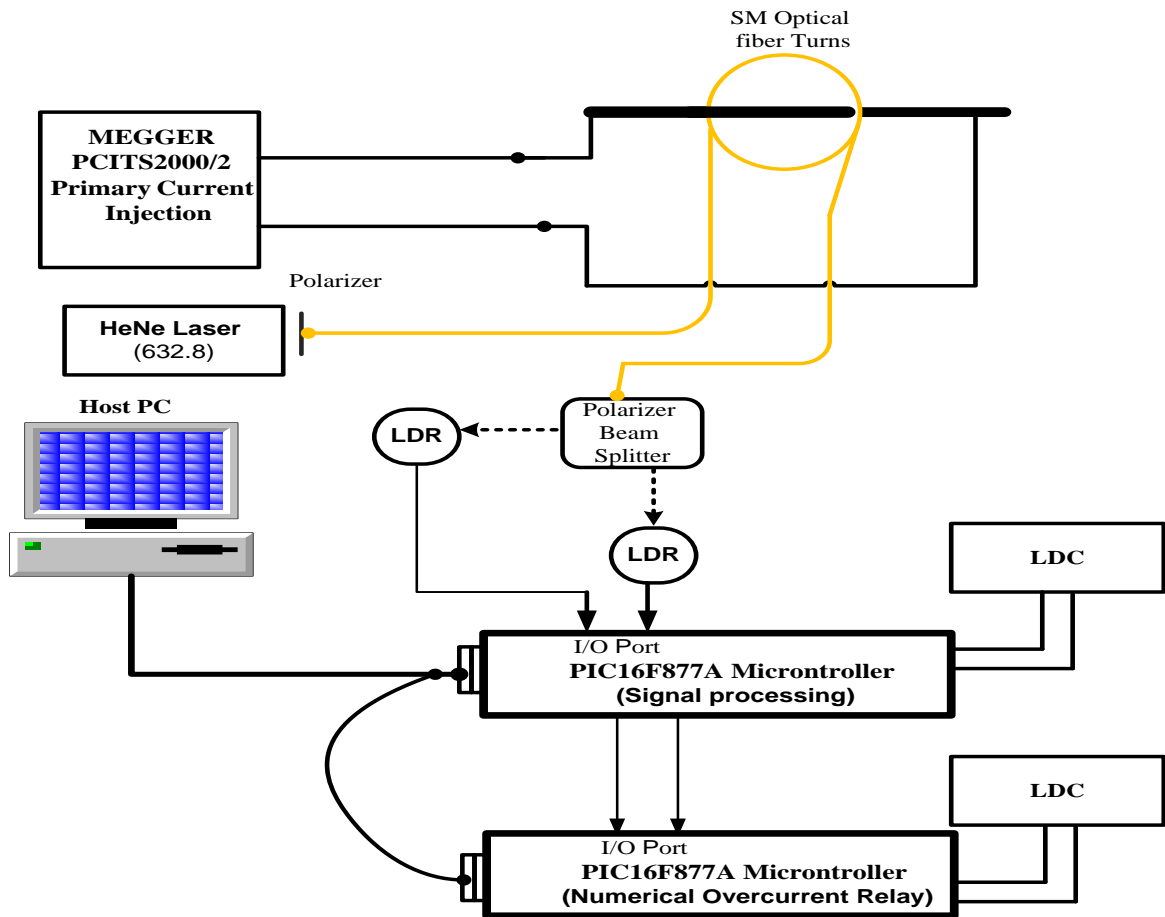 SM Optical
fiber Turns
MEGGER
PCITS2000/2
Primary Current
Injection
Polarizer
HeNe Laser
(632.8)
Host PC
LDR
Polarizer
Beam
Splitter
LDR
LDC
I/O Port
PIC16F877A Microntroller
(Signal processing)
LDC
I/O Port
PIC16F877A Microntroller
(Numerical Overcurrent Relay)